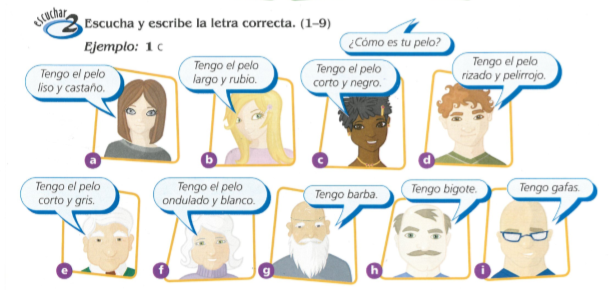 escuchar 2 Escucha y escribe la letra correcta. (1–9)
Ejemplo: 1 c
¿Cómo es tu pelo?
Tengo el pelo
liso y castaño.
a
Tengo el pelo
largo y rubio.
b
Tengo el pelo
corto y negro.
c
Tengo el pelo
rizado y pelirrojo.
d
Tengo el pelo
corto y gris.
e
Tengo el pelo
ondulado y blanco.
f
Tengo barba.
g
Tengo bigote.
h
Tengo gafas.
i